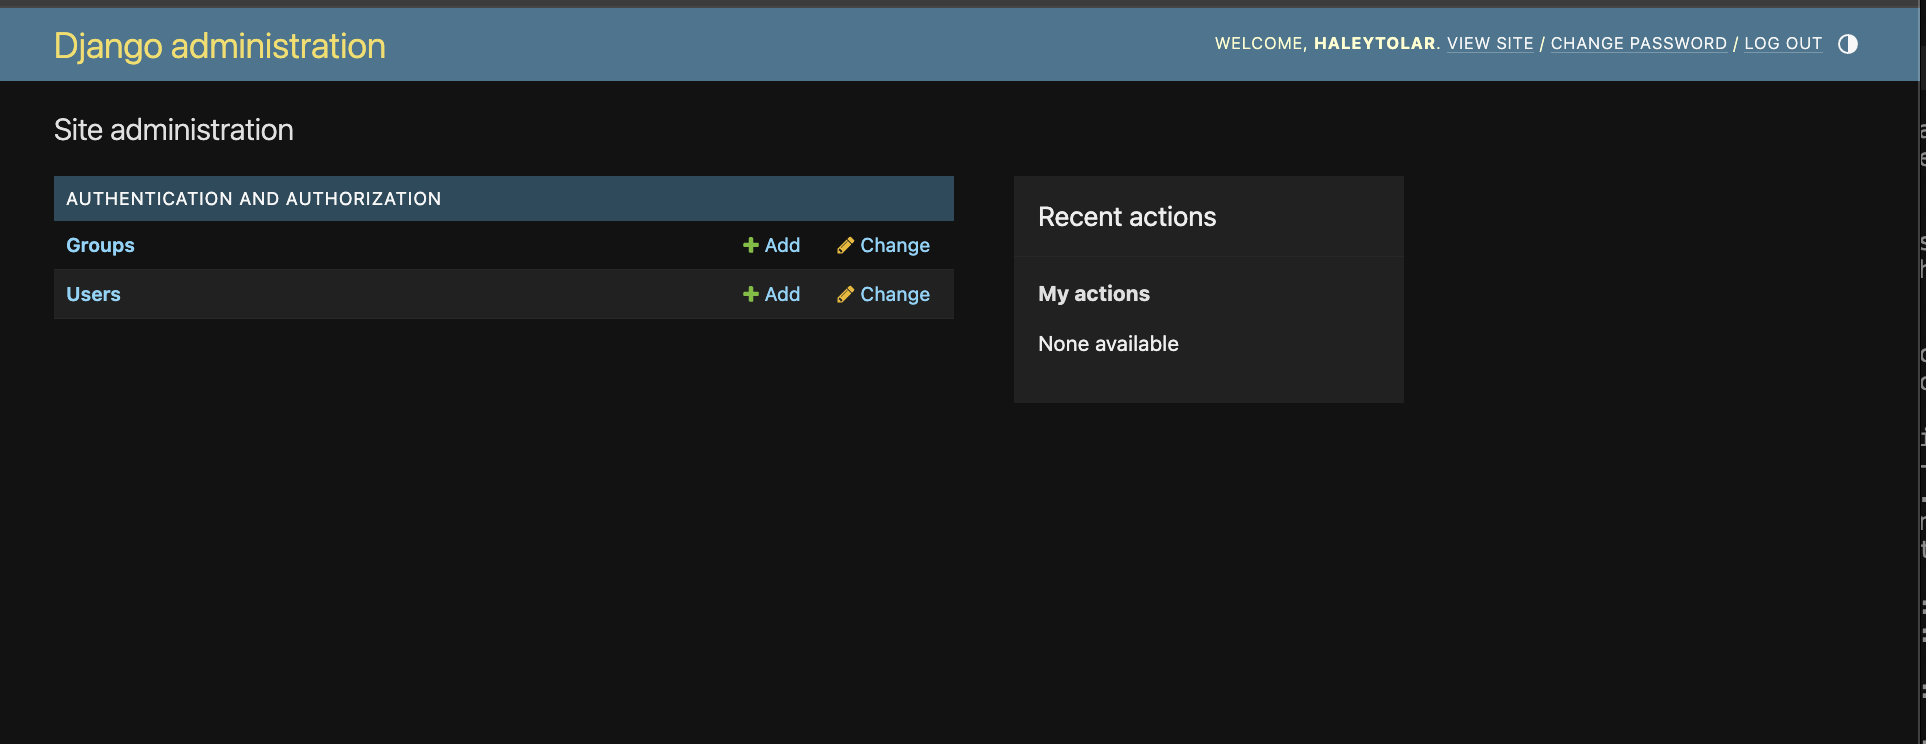 Django administration
WELCOME, HALEYTOLAR. VIEW SITE / CHANGE PASSWORD / LOG OUT
Site administration
AUTHENTICATION AND AUTHORIZATION
Groups Add Change
Users Add Change
Recent actions
My actions
None available